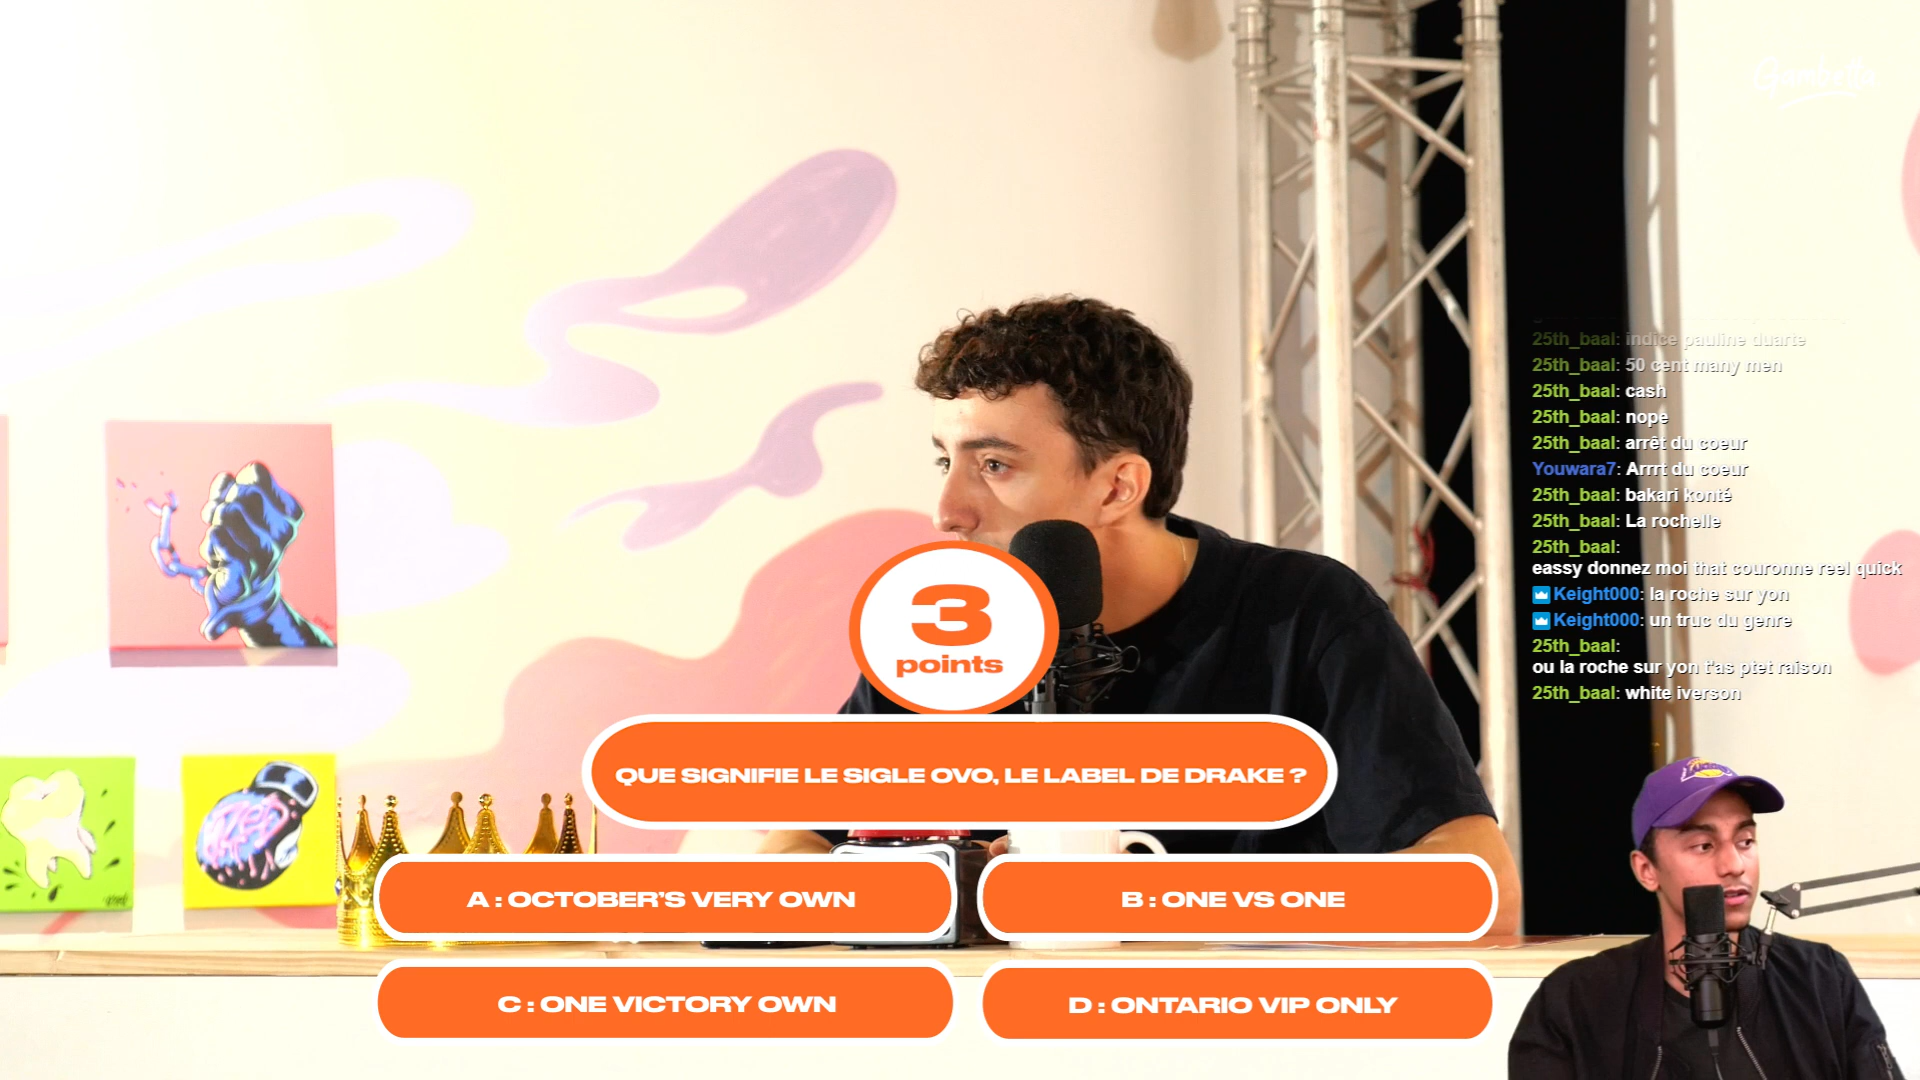 Gambetta
25th_baal: indice pauline duarte
25th_baal: 50 cent many men
25th_baal: cash
25th_baal: nope
25th_baal: arrêt du coeur
Youwara7: Arrrt du coeur
25th_baal: bakari konté
25th_baal: La rochelle
25th_baal:
eassy donnez moi that couronne reel quick
Keight000: la roche sur yon
Keight000: un truc du genre
25th_baal:
ou la roche sur yon t'as ptet raison
25th_baal: white iverson
3
points
QUE SIGNIFIE LE SIGLE OVO, LE LABEL DE DRAKE ?
A : OCTOBER'S VERY OWN
B : ONE VS ONE
C : ONE VICTORY OWN
D : ONTARIO VIP ONLY